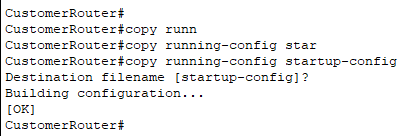 CustomerRouter#
CustomerRouter#copy runn
CustomerRouter#copy running-config star
CustomerRouter#copy running-config startup-config
Destination filename [startup-config]?
Building configuration...
[OK]
CustomerRouter#